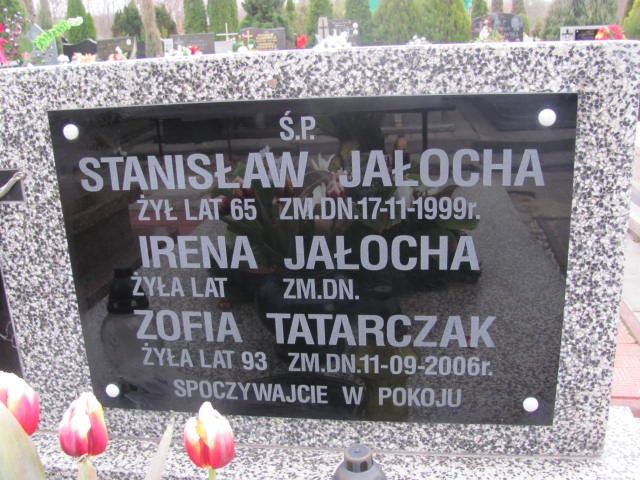 Ś.P.
STANISŁAW JAŁOCHA
ŻYŁ LAT 65 ZM.DN.17-11-1999r.
IRENA JAŁOCHA
ŻYŁA LAT ZM.DN.
ZOFIA TATARCZAK
ŻYŁA LAT 93 ZM.DN.11-09-2006r.
SPOCZYWAJCIE W POKOJU